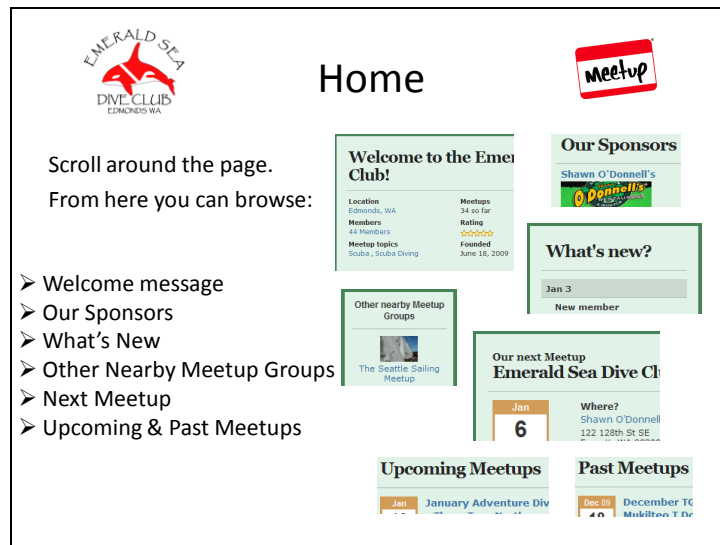 EMERALD SEA
DIVE CLUB
EDMONDS WA
Home
Meetup
Scroll around the page.
From here you can browse:
➢ Welcome message
➢ Our Sponsors
➢ What's New
➢ Other Nearby Meetup Groups
➢ Next Meetup
➢ Upcoming & Past Meetups
Welcome to the Emer
Club!
Location
Edmonds, WA
Members
44 Members
Meetup topics
Scuba , Scuba Diving
Meetups
34 so far
Rating
Founded
June 18, 2009
Our Sponsors
Shawn O'Donnell's
O'Donnell's
What's new?
Jan 3
New member
Other nearby Meetup
Groups
The Seattle Sailing
Meetup
Our next Meetup
Emerald Sea Dive Cl
Jan
6
Where?
Shawn O'Donnell
122 128th St SE
Upcoming Meetups
Jan
January Adventure Div
Past Meetups
Dec 09
December TG
Mukilteo T Do